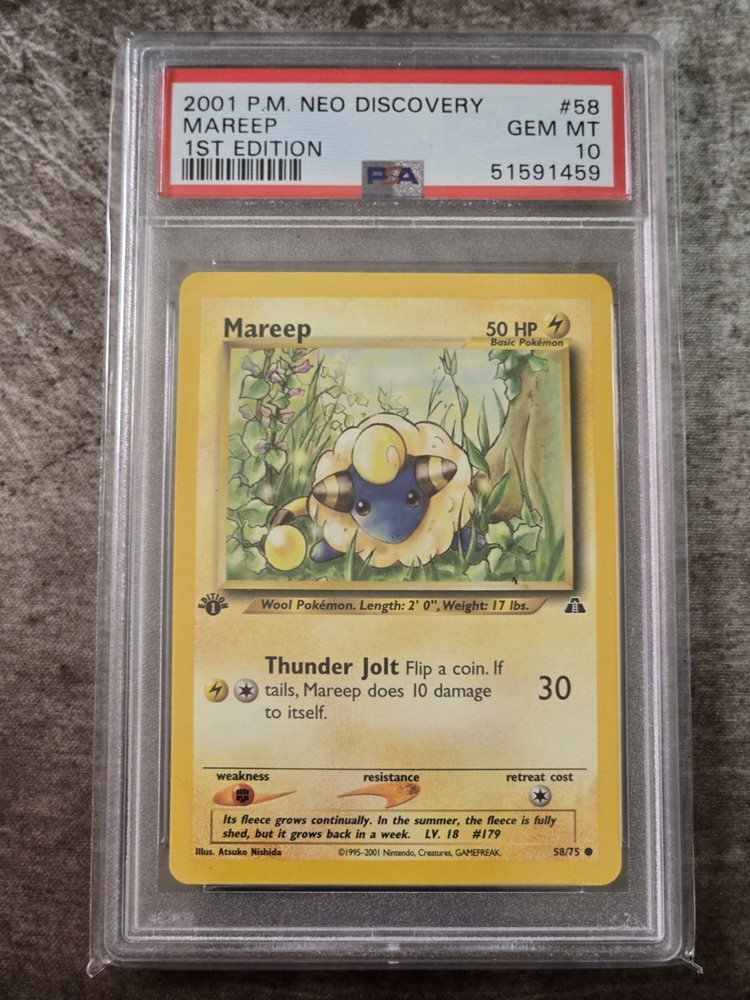 2001 P.M. NEO DISCOVERY #58
MAREEP GEM MT
1ST EDITION 10
PSA 51591459
Mareep 50 HP
Basic Pokémon
EDITION
1
Wool Pokémon. Length: 2' 0", Weight: 17 lbs.
Thunder Jolt Flip a coin. If
tails, Mareep does 10 damage 30
to itself.
weakness resistance retreat cost
Its fleece grows continually. In the summer, the fleece is fully
shed, but it grows back in a week. LV. 18 #179
Illus. Atsuko Nishida ©1995-2001 Nintendo, Creatures, GAMEFREAK. 58/75